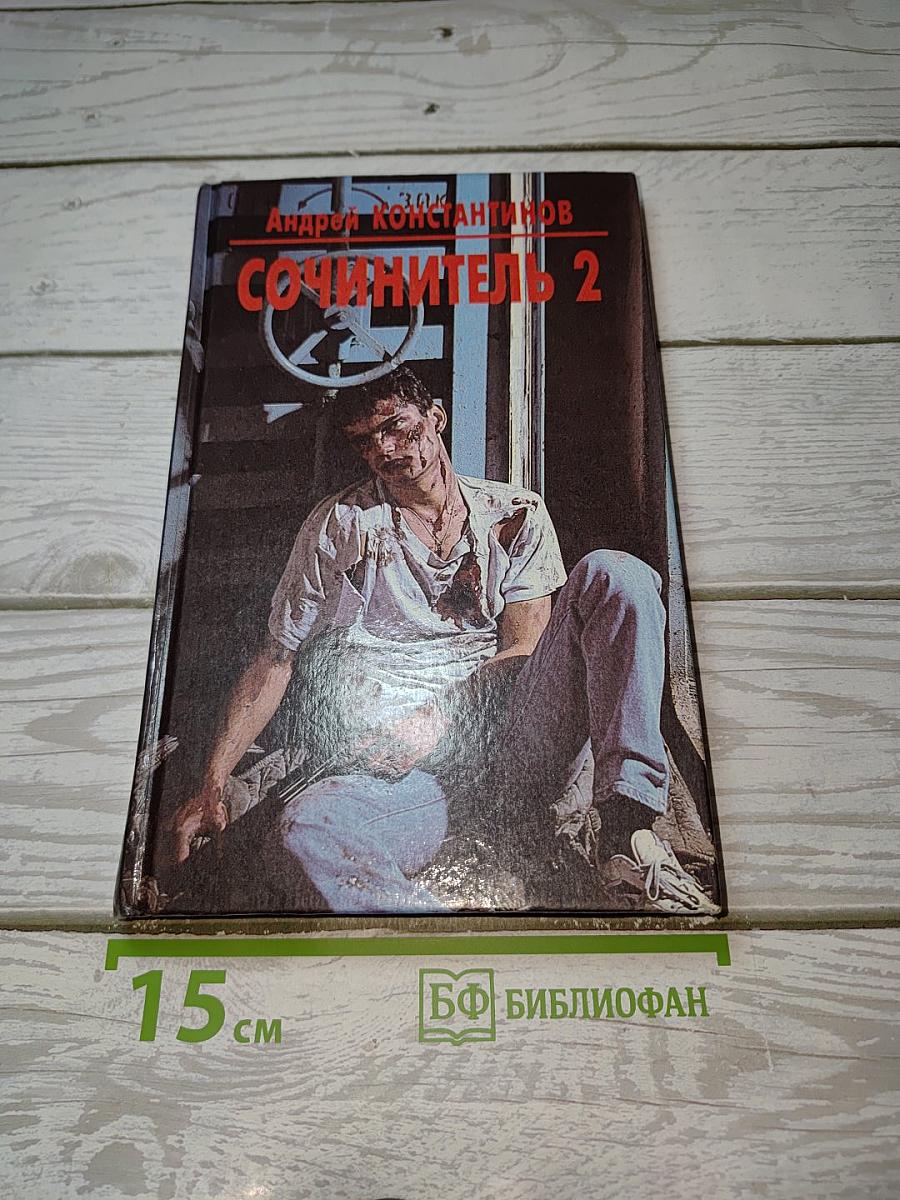 Андрей КОНСТАНТИНОВ
СОЧИНИТЕЛЬ 2
15 см
БФ БИБЛИОФАН